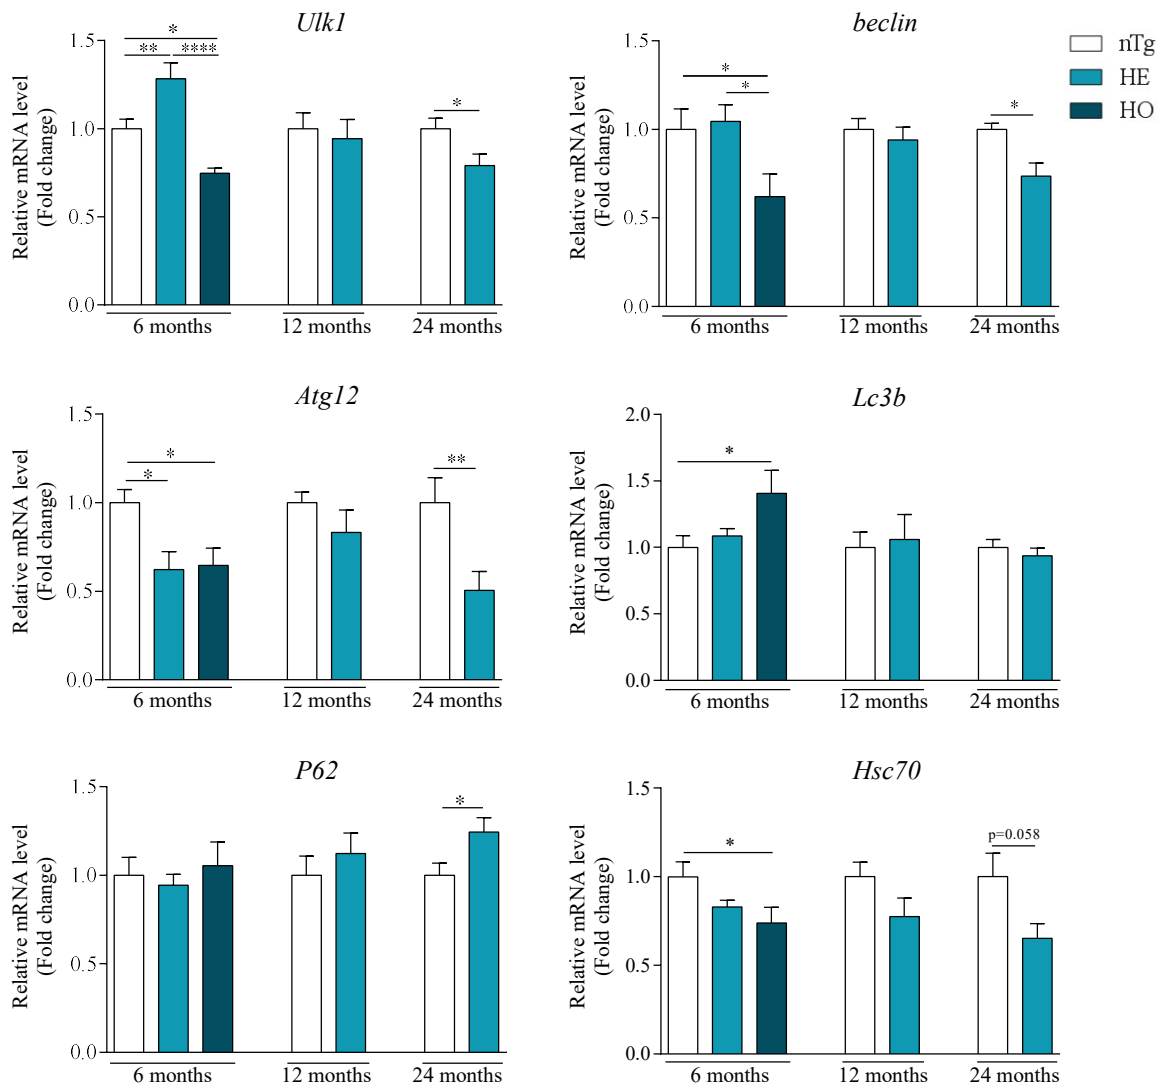 Ulk1
Relative mRNA level
(Fold change)
1.5
1.0
0.5
0.0
*
** ****
*
6 months 12 months 24 months
beclin
Relative mRNA level
(Fold change)
1.5
1.0
0.5
0.0
*
*
*
6 months 12 months 24 months
nTg
HE
HO
Atg12
Relative mRNA level
(Fold change)
1.5
1.0
0.5
0.0
*
*
**
6 months 12 months 24 months
Lc3b
Relative mRNA level
(Fold change)
2.0
1.5
1.0
0.5
0.0
*
6 months 12 months 24 months
P62
Relative mRNA level
(Fold change)
1.5
1.0
0.5
0.0
*
6 months 12 months 24 months
Hsc70
Relative mRNA level
(Fold change)
1.5
1.0
0.5
0.0
*
p=0.058
6 months 12 months 24 months